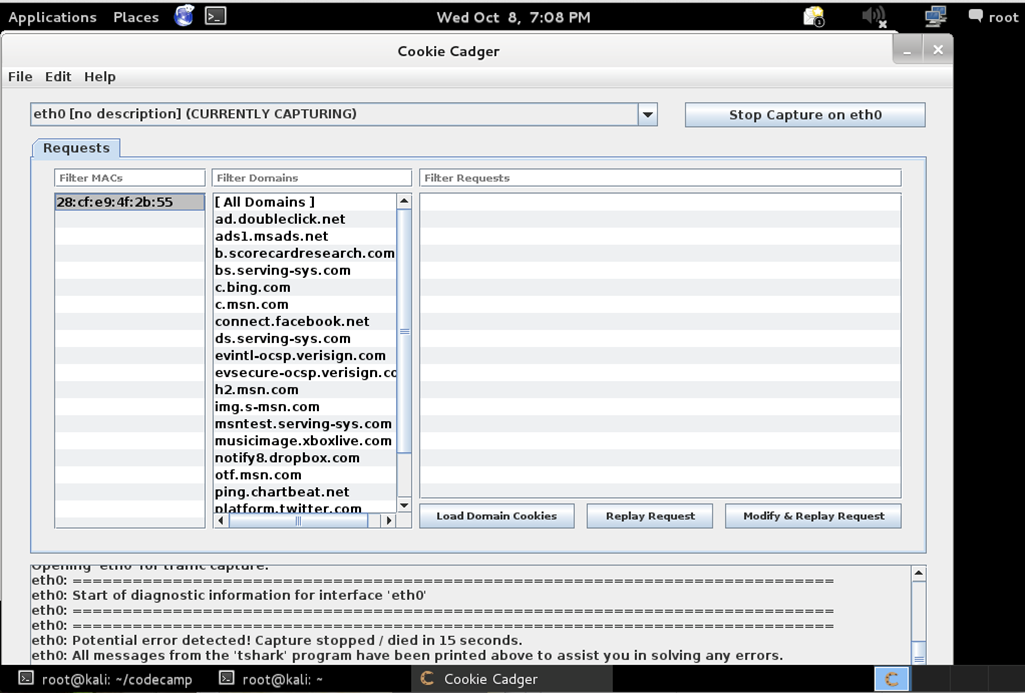 Applications Places Wed Oct 8, 7:08 PM 1 root
Cookie Cadger
File Edit Help
eth0 [no description] (CURRENTLY CAPTURING) Stop Capture on eth0
Requests
Filter MACs Filter Domains Filter Requests
28:cf:e9:4f:2b:55
[ All Domains ]
ad.doubleclick.net
ads1.msads.net
b.scorecardresearch.com
bs.serving-sys.com
c.bing.com
c.msn.com
connect.facebook.net
ds.serving-sys.com
evintl-ocsp.verisign.com
evsecure-ocsp.verisign.co
h2.msn.com
img.s-msn.com
msntest.serving-sys.com
musicimage.xboxlive.com
notify8.dropbox.com
otf.msn.com
ping.chartbeat.net
platform.twitter.com
Load Domain Cookies Replay Request Modify & Replay Request
Opening 'eth0' for traffic capture.
eth0: ============================================================================
eth0: Start of diagnostic information for interface 'eth0'
eth0: ============================================================================
eth0: ============================================================================
eth0: Potential error detected! Capture stopped / died in 15 seconds.
eth0: All messages from the 'tshark' program have been printed above to assist you in solving any errors.
root@kali: ~/codecamp root@kali: ~ Cookie Cadger